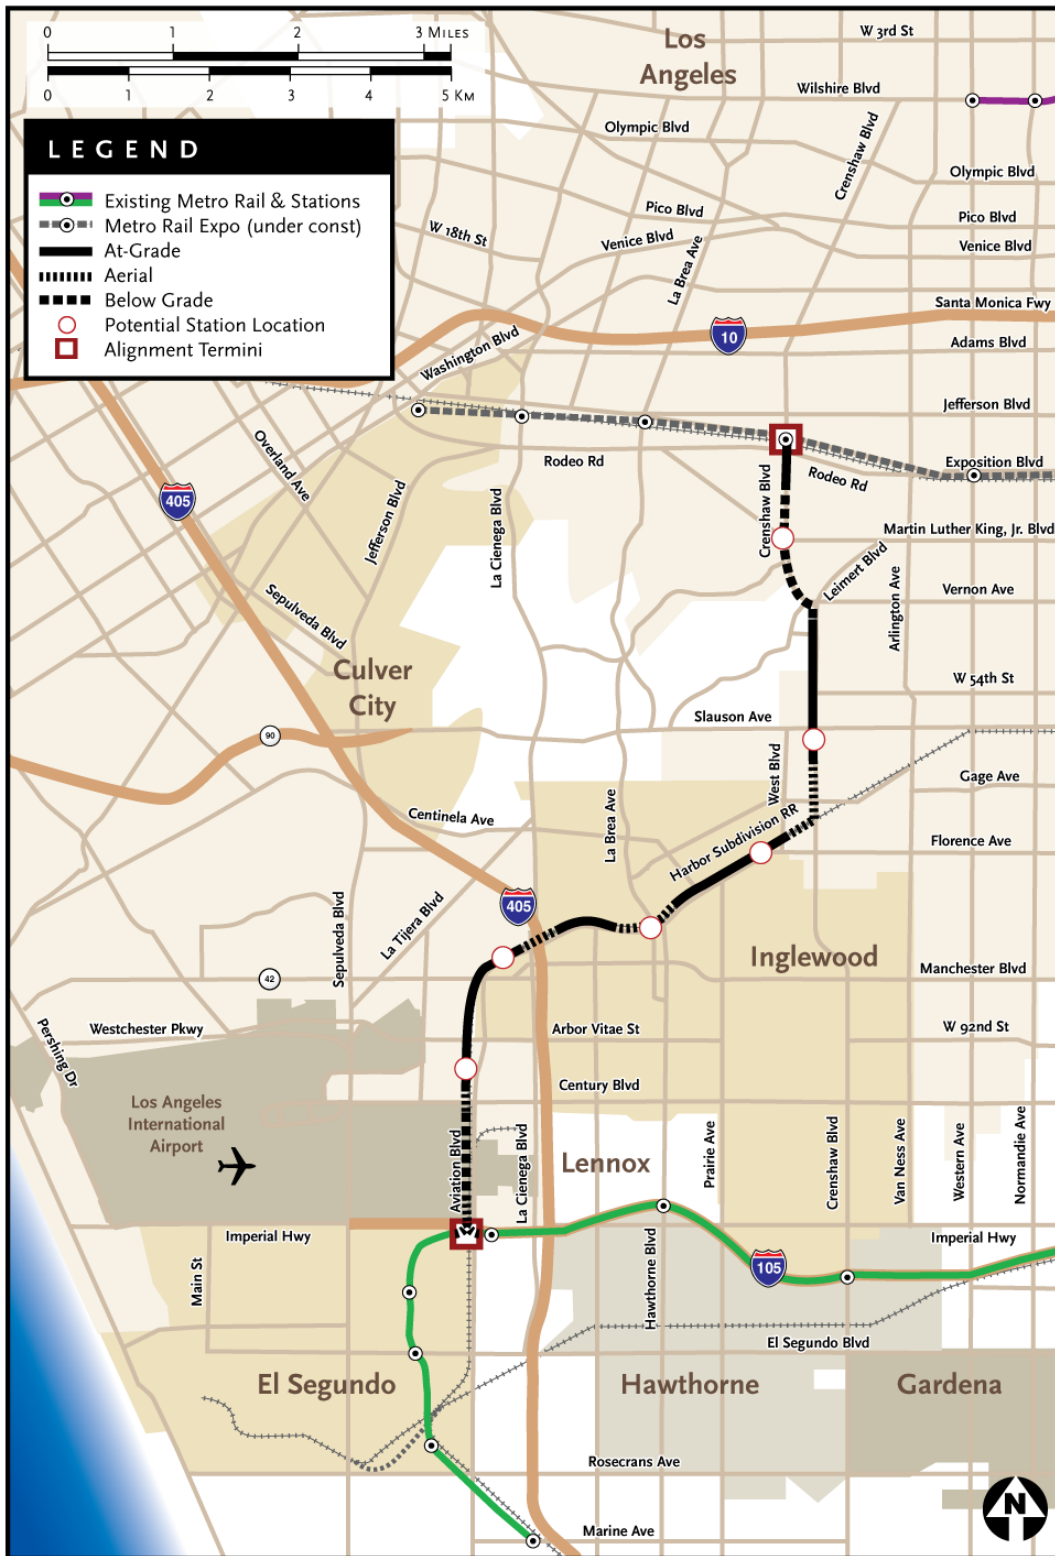 0 1 2 3 Miles
0 1 2 3 4 5 Km
LEGEND
Existing Metro Rail & Stations
Metro Rail Expo (under const)
At-Grade
Aerial
Below Grade
Potential Station Location
Alignment Termini
Los
Angeles
W 3rd St
Wilshire Blvd
Olympic Blvd
Crenshaw Blvd
Olympic Blvd
Pico Blvd
Pico Blvd
W 18th St
Venice Blvd
Venice Blvd
La Brea Ave
Santa Monica Fwy
10
Washington Blvd
Adams Blvd
Jefferson Blvd
Overland Ave
Rodeo Rd
Rodeo Rd
Exposition Blvd
405
Jefferson Blvd
La Cienega Blvd
Crenshaw Blvd
Martin Luther King, Jr. Blvd
Leimert Blvd
Arlington Ave
Vernon Ave
Sepulveda Blvd
Culver
City
W 54th St
Slauson Ave
90
West Blvd
Gage Ave
Centinela Ave
La Brea Ave
Harbor Subdivision RR
Florence Ave
405
Sepulveda Blvd
La Tijera Blvd
Inglewood
42
Manchester Blvd
Pershing Dr
Westchester Pkwy
Arbor Vitae St
W 92nd St
Century Blvd
Los Angeles
International
Airport
Aviation Blvd
La Cienega Blvd
Lennox
Prairie Ave
Crenshaw Blvd
Van Ness Ave
Western Ave
Normandie Ave
Imperial Hwy
Imperial Hwy
Main St
Hawthorne Blvd
105
El Segundo Blvd
El Segundo
Hawthorne
Gardena
Rosecrans Ave
N
Marine Ave